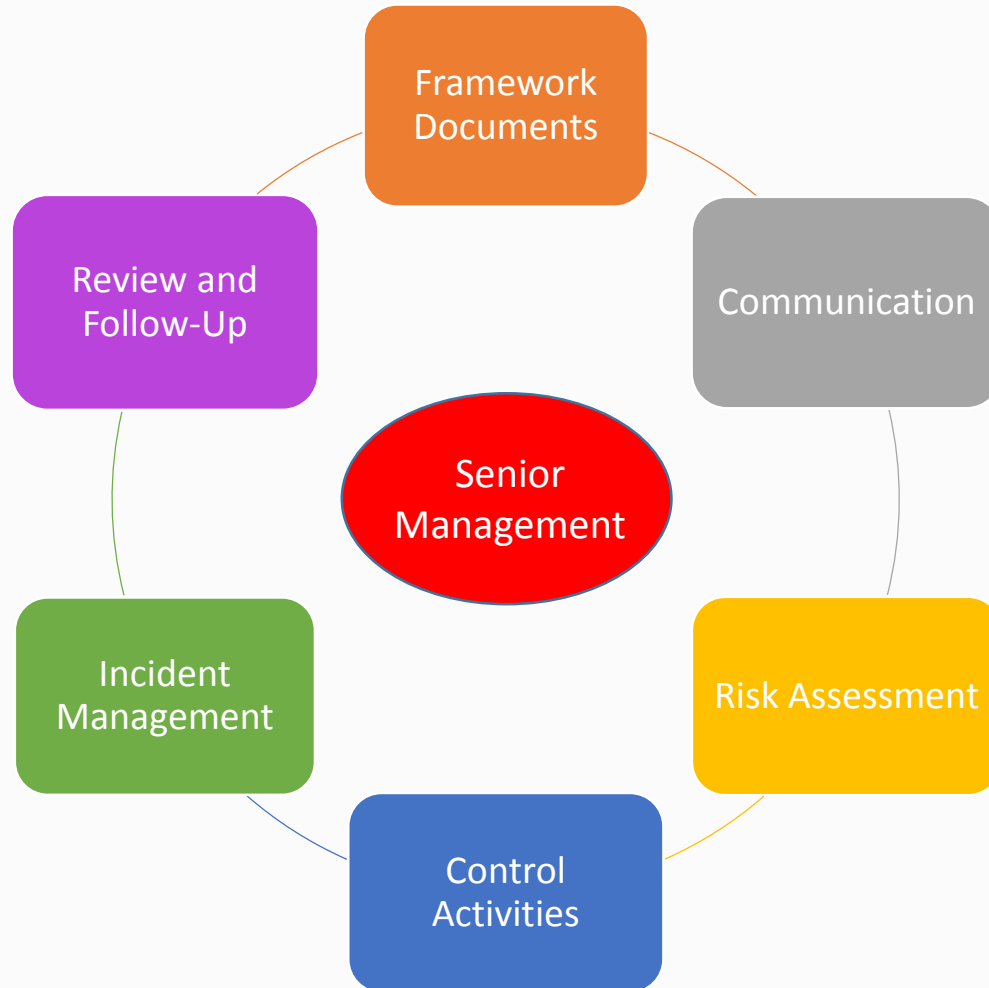 Framework
Documents
Communication
Risk Assessment
Control
Activities
Incident
Management
Review and
Follow-Up
Senior
Management